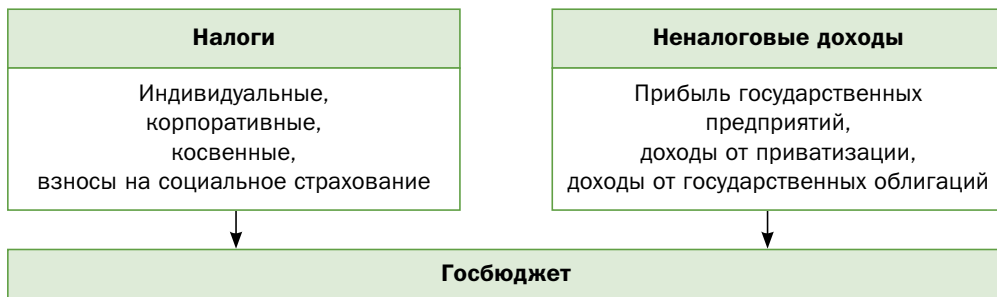 Налоги
Индивидуальные,
корпоративные,
косвенные,
взносы на социальное страхование
Неналоговые доходы
Прибыль государственных
предприятий,
доходы от приватизации,
доходы от государственных облигаций
Госбюджет